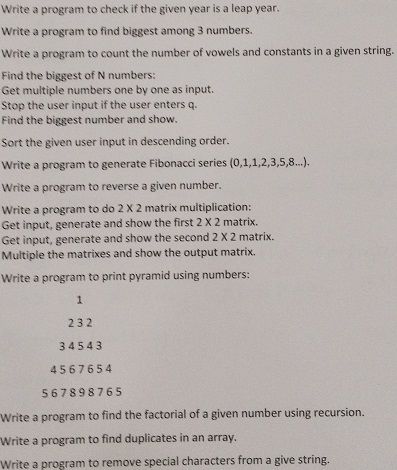 Write a program to check if the given year is a leap year.
Write a program to find biggest among 3 numbers.
Write a program to count the number of vowels and constants in a given string.
Find the biggest of N numbers:
Get multiple numbers one by one as input.
Stop the user input if the user enters q.
Find the biggest number and show.
Sort the given user input in descending order.
Write a program to generate Fibonacci series (0,1,1,2,3,5,8...).
Write a program to reverse a given number.
Write a program to do 2 X 2 matrix multiplication:
Get input, generate and show the first 2 X 2 matrix.
Get input, generate and show the second 2 X 2 matrix.
Multiple the matrixes and show the output matrix.
Write a program to print pyramid using numbers:
1
2 3 2
3 4 5 4 3
4 5 6 7 6 5 4
5 6 7 8 9 8 7 6 5
Write a program to find the factorial of a given number using recursion.
Write a program to find duplicates in an array.
Write a program to remove special characters from a give string.